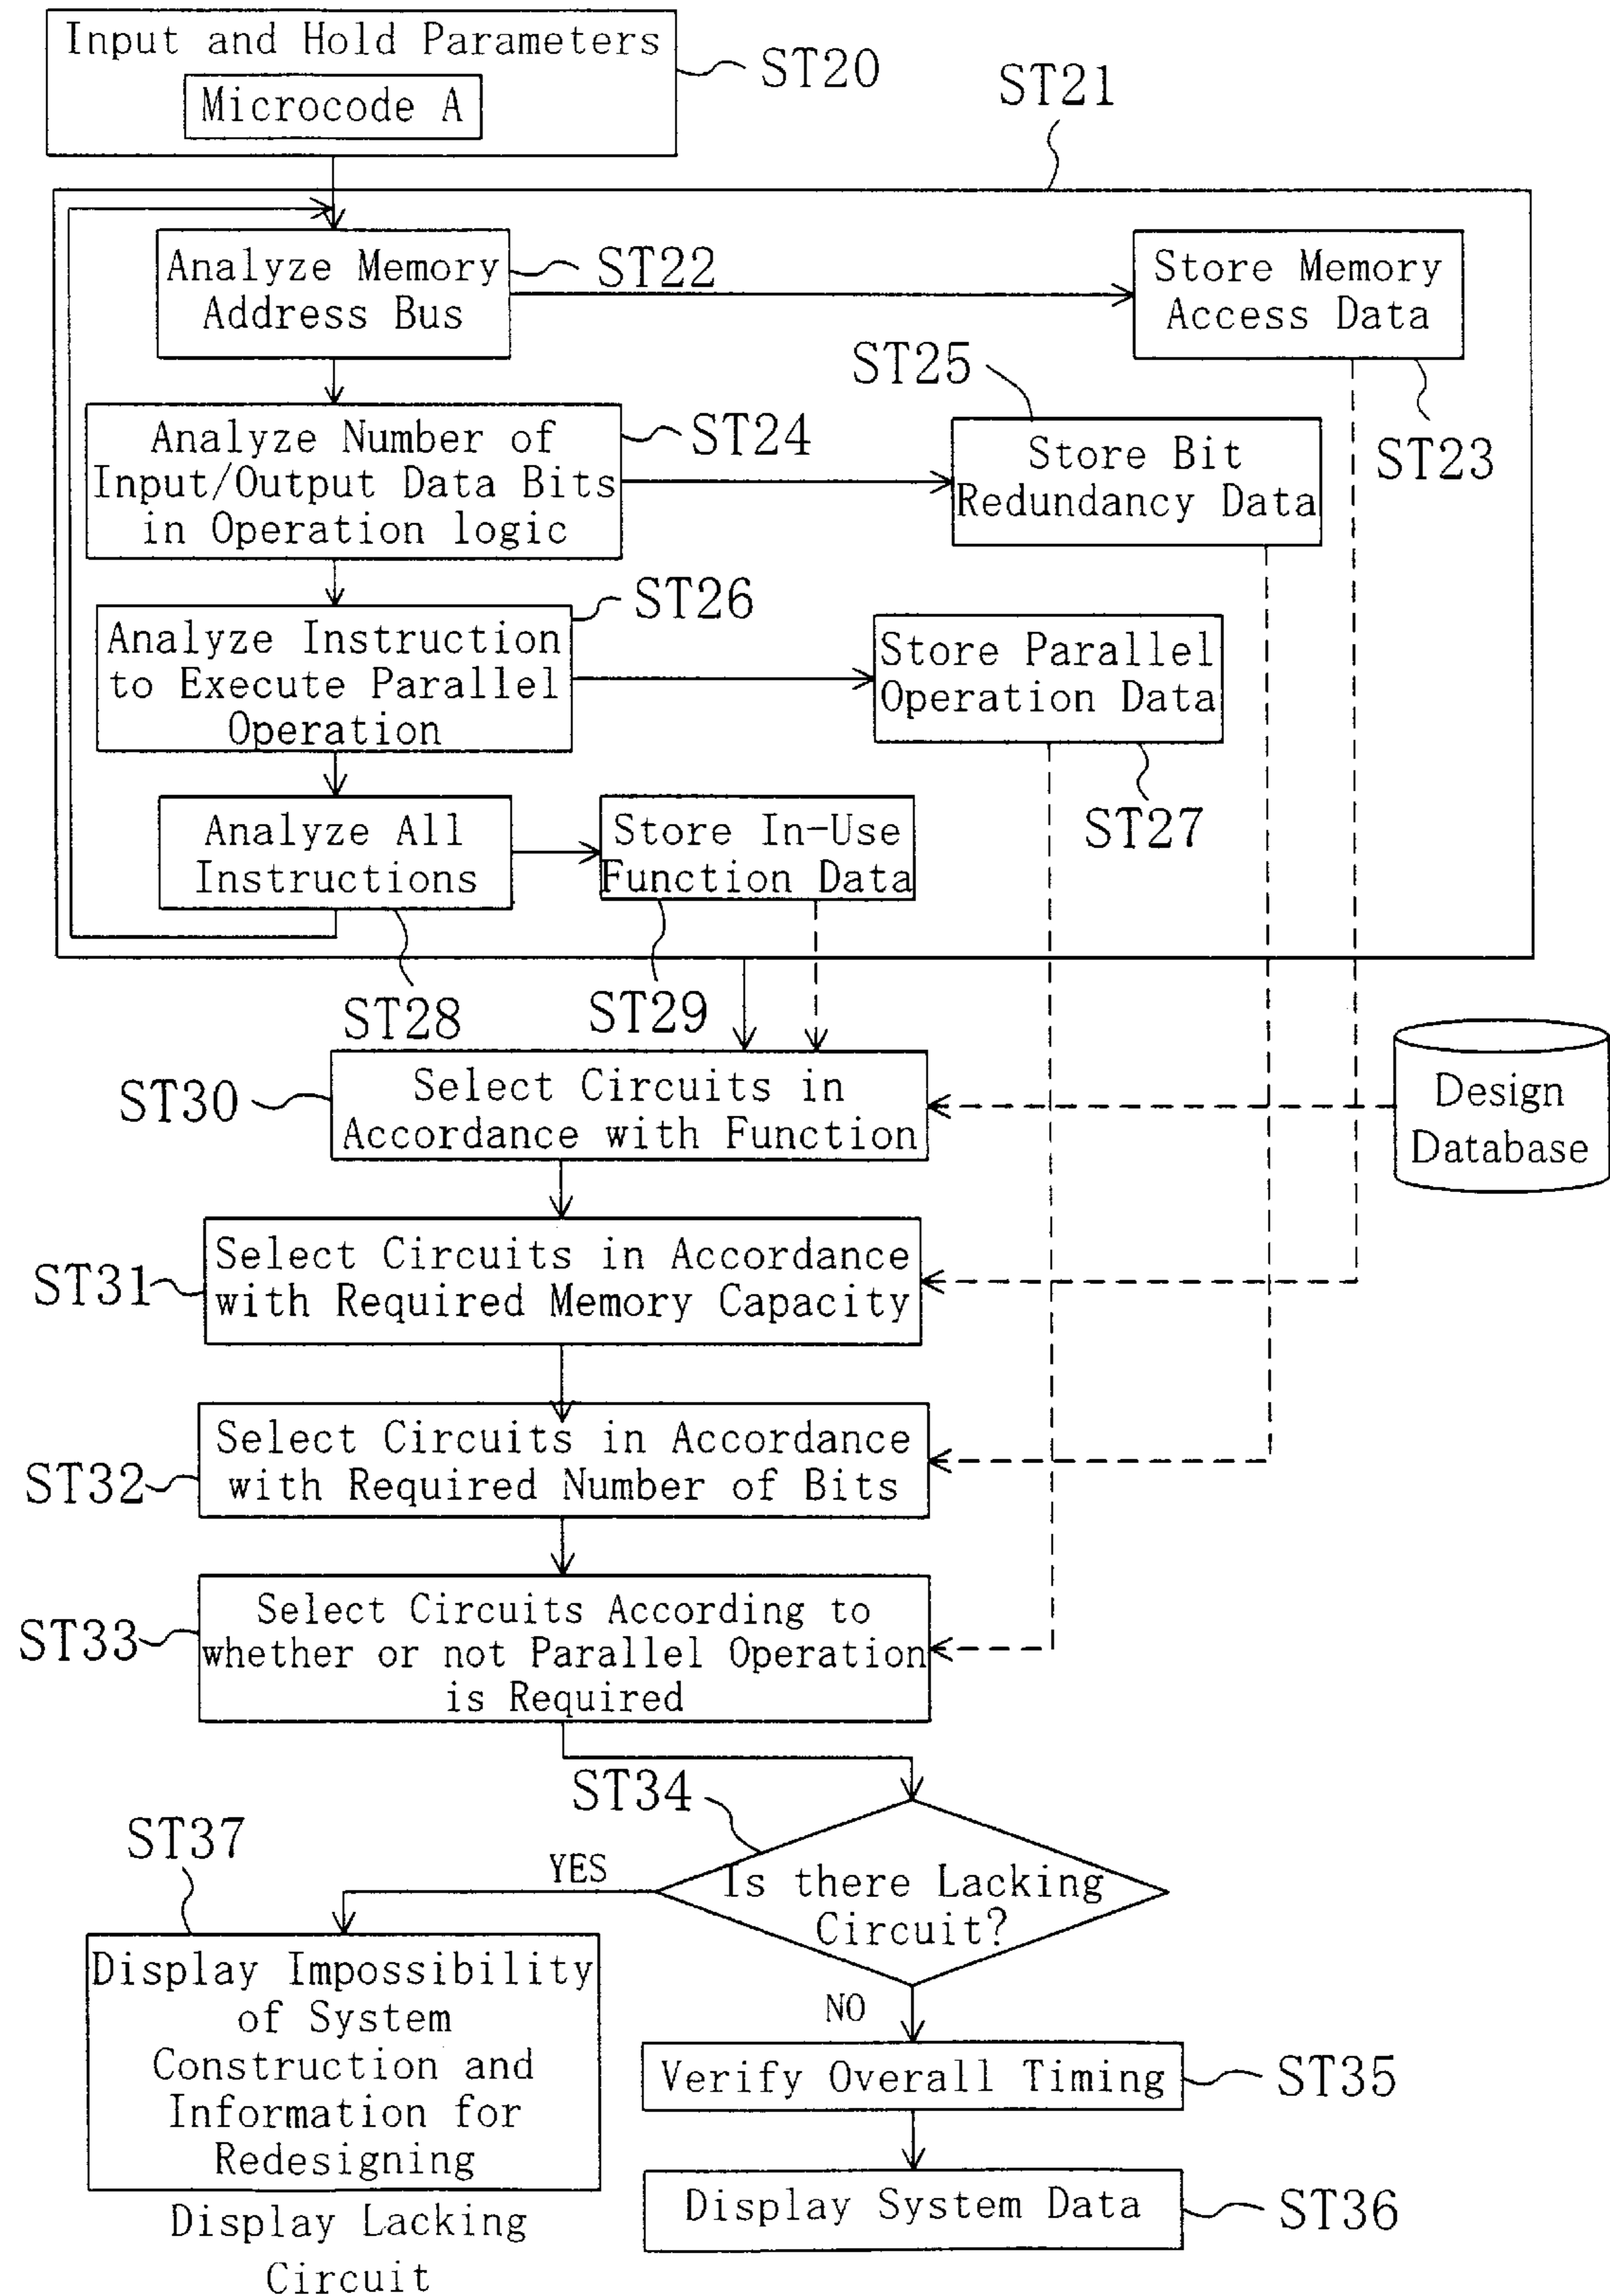 Input and Hold Parameters
Microcode A
ST20
ST21
Analyze Memory
Address Bus
ST22
Store Memory
Access Data
ST23
Analyze Number of
Input/Output Data Bits
in Operation logic
ST24
ST25
Store Bit
Redundancy Data
Analyze Instruction
to Execute Parallel
Operation
ST26
Store Parallel
Operation Data
ST27
Analyze All
Instructions
ST28
Store In-Use
Function Data
ST29
ST30
Select Circuits in
Accordance with Function
Design
Database
ST31
Select Circuits in Accordance
with Required Memory Capacity
ST32
Select Circuits in Accordance
with Required Number of Bits
ST33
Select Circuits According to
whether or not Parallel Operation
is Required
ST34
Is there Lacking
Circuit?
YES
NO
ST37
Display Impossibility
of System
Construction and
Information for
Redesigning
Display Lacking
Circuit
Verify Overall Timing
ST35
Display System Data
ST36